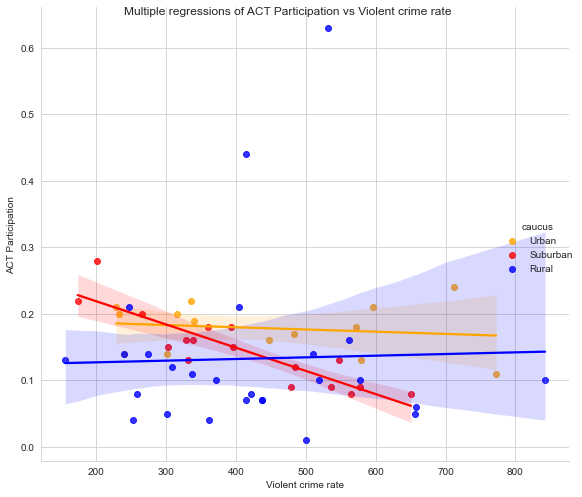 Multiple regressions of ACT Participation vs Violent crime rate
0.6
0.5
0.4
0.3
0.2
0.1
0.0
ACT Participation
caucus
Urban
Suburban
Rural
200 300 400 500 600 700 800
Violent crime rate